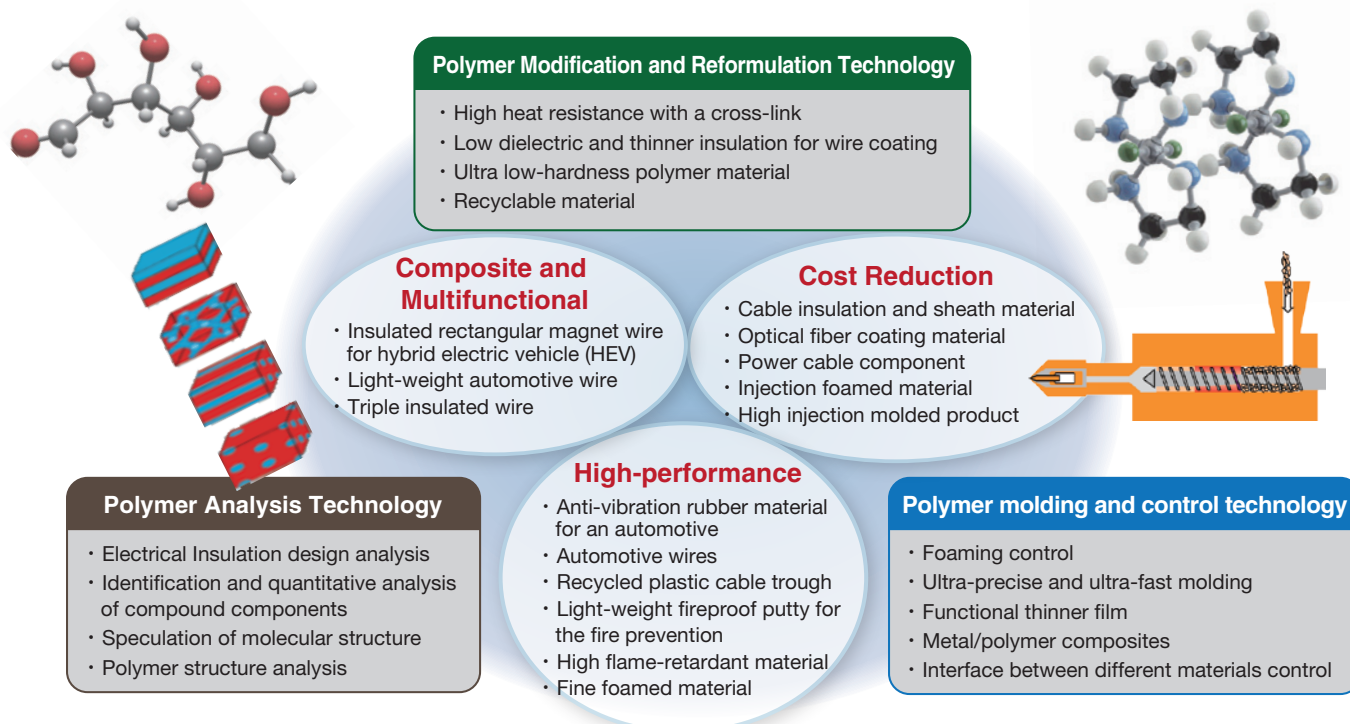 Polymer Modification and Reformulation Technology
・High heat resistance with a cross-link
・Low dielectric and thinner insulation for wire coating
・Ultra low-hardness polymer material
・Recyclable material
Composite and
Multifunctional
・Insulated rectangular magnet wire
for hybrid electric vehicle (HEV)
・Light-weight automotive wire
・Triple insulated wire
Cost Reduction
・Cable insulation and sheath material
・Optical fiber coating material
・Power cable component
・Injection foamed material
・High injection molded product
High-performance
・Anti-vibration rubber material
for an automotive
・Automotive wires
・Recycled plastic cable trough
・Light-weight fireproof putty for
the fire prevention
・High flame-retardant material
・Fine foamed material
Polymer Analysis Technology
・Electrical Insulation design analysis
・Identification and quantitative analysis
of compound components
・Speculation of molecular structure
・Polymer structure analysis
Polymer molding and control technology
・Foaming control
・Ultra-precise and ultra-fast molding
・Functional thinner film
・Metal/polymer composites
・Interface between different materials control